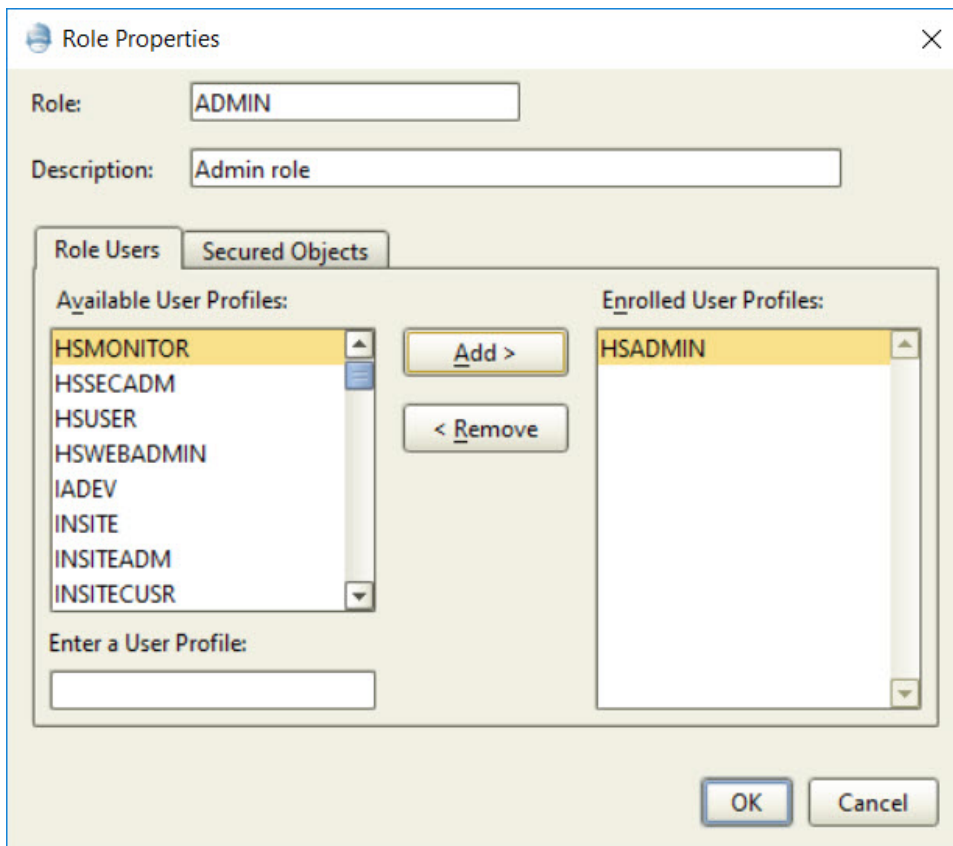 Role Properties
Role:
ADMIN
Description:
Admin role
Role Users
Secured Objects
Available User Profiles:
HSMONITOR
HSSECADM
HSUSER
HSWEBADMIN
IADEV
INSITE
INSITEADM
INSITECUSR
Enter a User Profile:
Add >
< Remove
Enrolled User Profiles:
HSADMIN
OK
Cancel